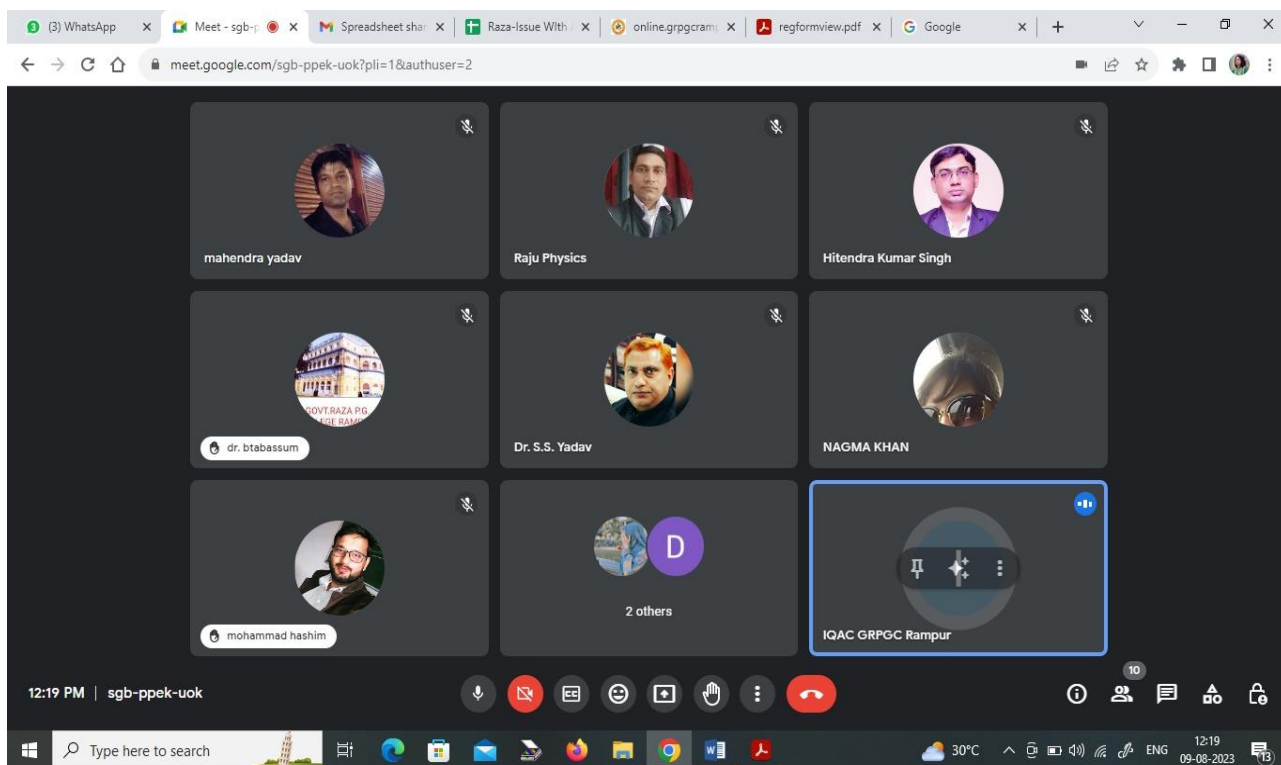 (3) WhatsApp
Meet - sgb-p
Spreadsheet shar
Raza-Issue With
online.grpgcramp
regformview.pdf
Google
meet.google.com/sgb-ppek-uok?pli=1&authuser=2
mahendra yadav
Raju Physics
Hitendra Kumar Singh
GOVT.RAZA P.G.
dr. btabassum
Dr. S.S. Yadav
NAGMA KHAN
mohammad hashim
D
2 others
IQAC GRPGC Rampur
12:19 PM | sgb-ppek-uok
CC
10
Type here to search
W
30°C
ENG
12:19
09-08-2023
13